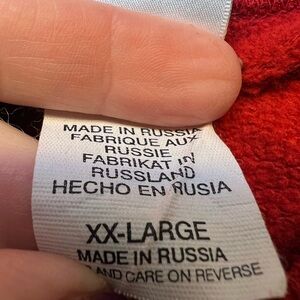 MADE IN RUSSIA
FABRIQUE AUX
RUSSIE
FABRIKAT IN
RUSSLAND
HECHO EN RUSIA
XX-LARGE
MADE IN RUSSIA
AND CARE ON REVERSE